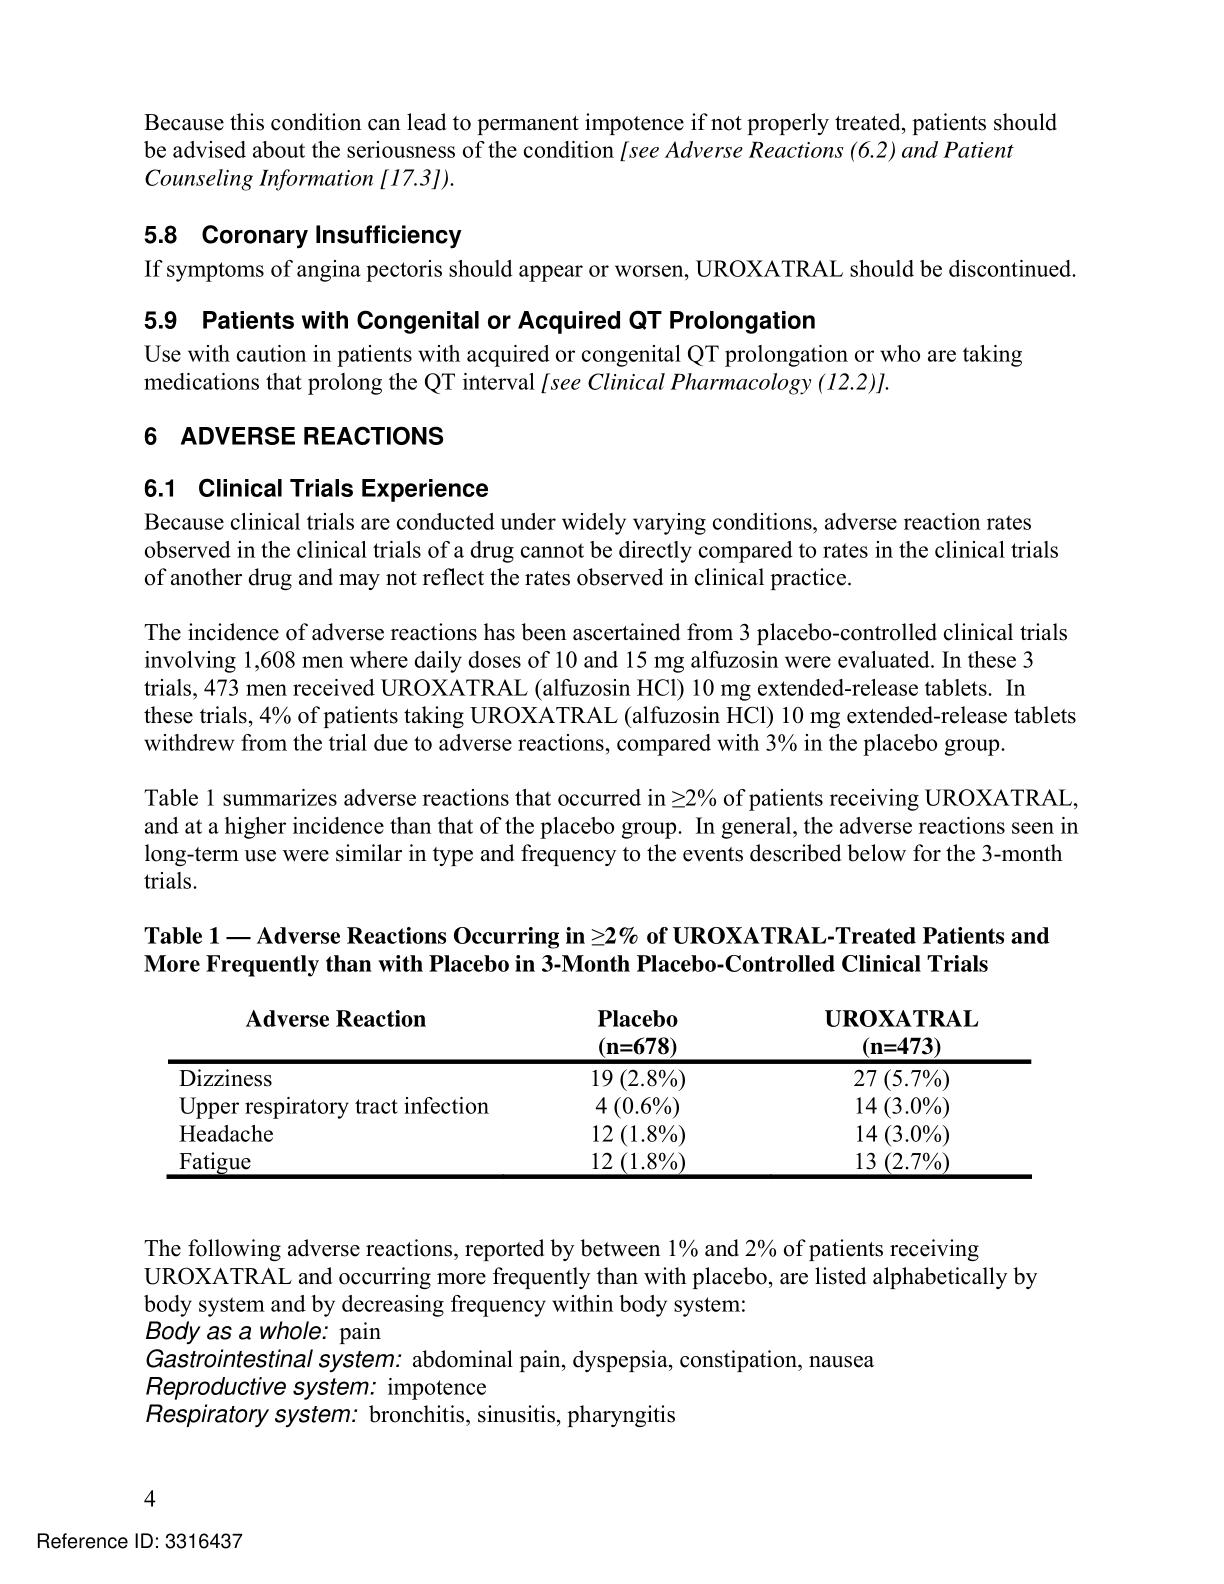 Because this condition can lead to permanent impotence if not properly treated, patients should
be advised about the seriousness of the condition [see Adverse Reactions (6.2) and Patient
Counseling Information [17.3]).
5.8 Coronary Insufficiency
If symptoms of angina pectoris should appear or worsen, UROXATRAL should be discontinued.
5.9 Patients with Congenital or Acquired QT Prolongation
Use with caution in patients with acquired or congenital QT prolongation or who are taking
medications that prolong the QT interval [see Clinical Pharmacology (12.2)].
6 ADVERSE REACTIONS
6.1 Clinical Trials Experience
Because clinical trials are conducted under widely varying conditions, adverse reaction rates
observed in the clinical trials of a drug cannot be directly compared to rates in the clinical trials
of another drug and may not reflect the rates observed in clinical practice.
The incidence of adverse reactions has been ascertained from 3 placebo-controlled clinical trials
involving 1,608 men where daily doses of 10 and 15 mg alfuzosin were evaluated. In these 3
trials, 473 men received UROXATRAL (alfuzosin HCl) 10 mg extended-release tablets. In
these trials, 4% of patients taking UROXATRAL (alfuzosin HCl) 10 mg extended-release tablets
withdrew from the trial due to adverse reactions, compared with 3% in the placebo group.
Table 1 summarizes adverse reactions that occurred in ≥2% of patients receiving UROXATRAL,
and at a higher incidence than that of the placebo group. In general, the adverse reactions seen in
long-term use were similar in type and frequency to the events described below for the 3-month
trials.
Table 1 — Adverse Reactions Occurring in ≥2% of UROXATRAL-Treated Patients and
More Frequently than with Placebo in 3-Month Placebo-Controlled Clinical Trials
Adverse Reaction Placebo UROXATRAL
(n=678) (n=473)
Dizziness 19 (2.8%) 27 (5.7%)
Upper respiratory tract infection 4 (0.6%) 14 (3.0%)
Headache 12 (1.8%) 14 (3.0%)
Fatigue 12 (1.8%) 13 (2.7%)
The following adverse reactions, reported by between 1% and 2% of patients receiving
UROXATRAL and occurring more frequently than with placebo, are listed alphabetically by
body system and by decreasing frequency within body system:
Body as a whole: pain
Gastrointestinal system: abdominal pain, dyspepsia, constipation, nausea
Reproductive system: impotence
Respiratory system: bronchitis, sinusitis, pharyngitis
4
Reference ID: 3316437